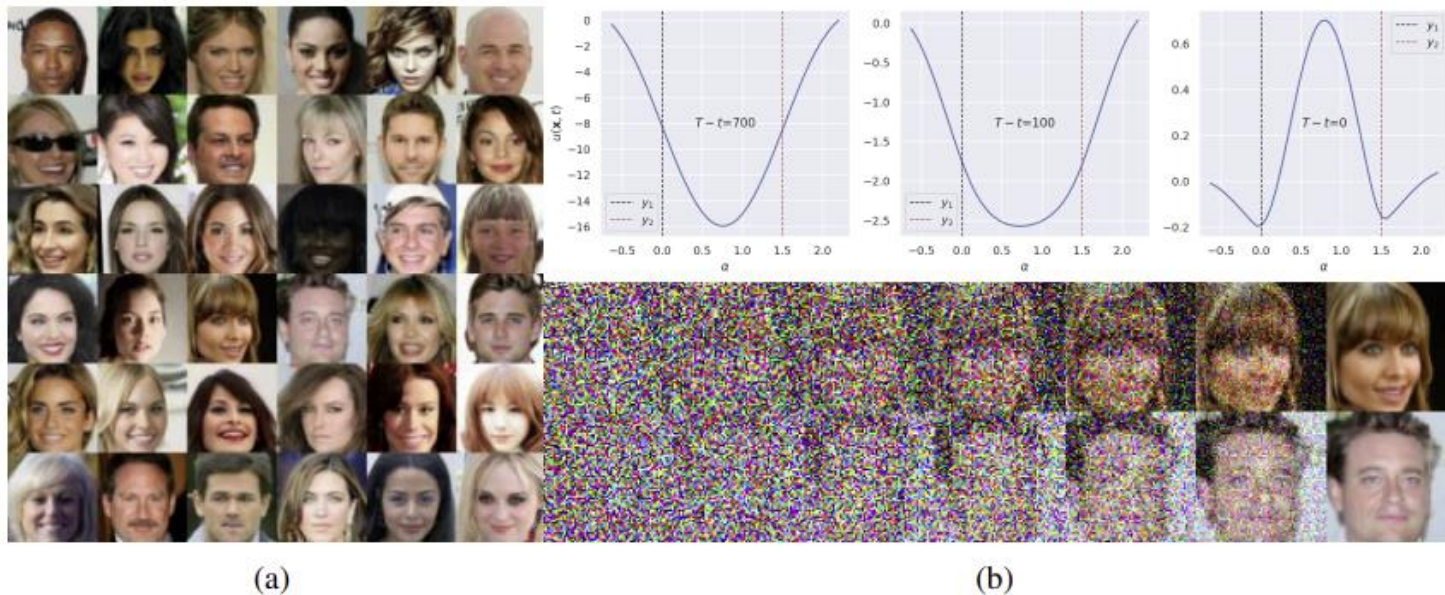 0
−2
−4
−6
−8
−10
−12
−14
−16
u(x, t)
T − t=700
y₁
y₂
−0.5 0.0 0.5 1.0 1.5 2.0
α
0.0
−0.5
−1.0
−1.5
−2.0
−2.5
T − t=100
y₁
y₂
−0.5 0.0 0.5 1.0 1.5 2.0
α
0.6
0.4
0.2
0.0
−0.2
T − t=0
y₁
y₂
−0.5 0.0 0.5 1.0 1.5 2.0
α
(a)
(b)